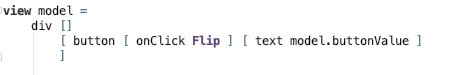 view model =
    div []
        [ button [ onClick Flip ] [ text model.buttonValue ]
        ]